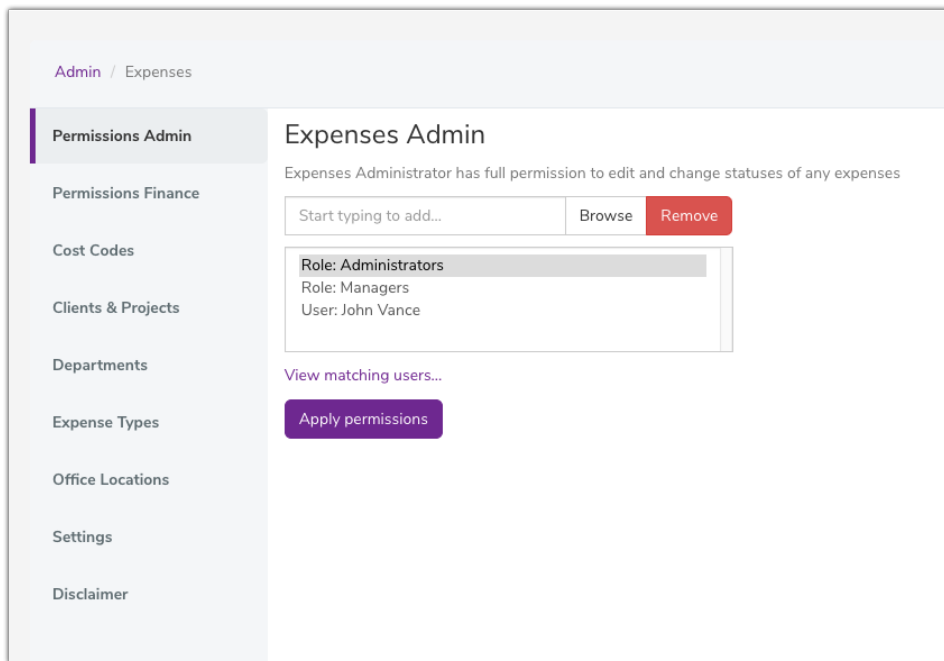 Admin / Expenses
Permissions Admin
Permissions Finance
Cost Codes
Clients & Projects
Departments
Expense Types
Office Locations
Settings
Disclaimer
Expenses Admin
Expenses Administrator has full permission to edit and change statuses of any expenses
Start typing to add... Browse Remove
Role: Administrators
Role: Managers
User: John Vance
View matching users...
Apply permissions